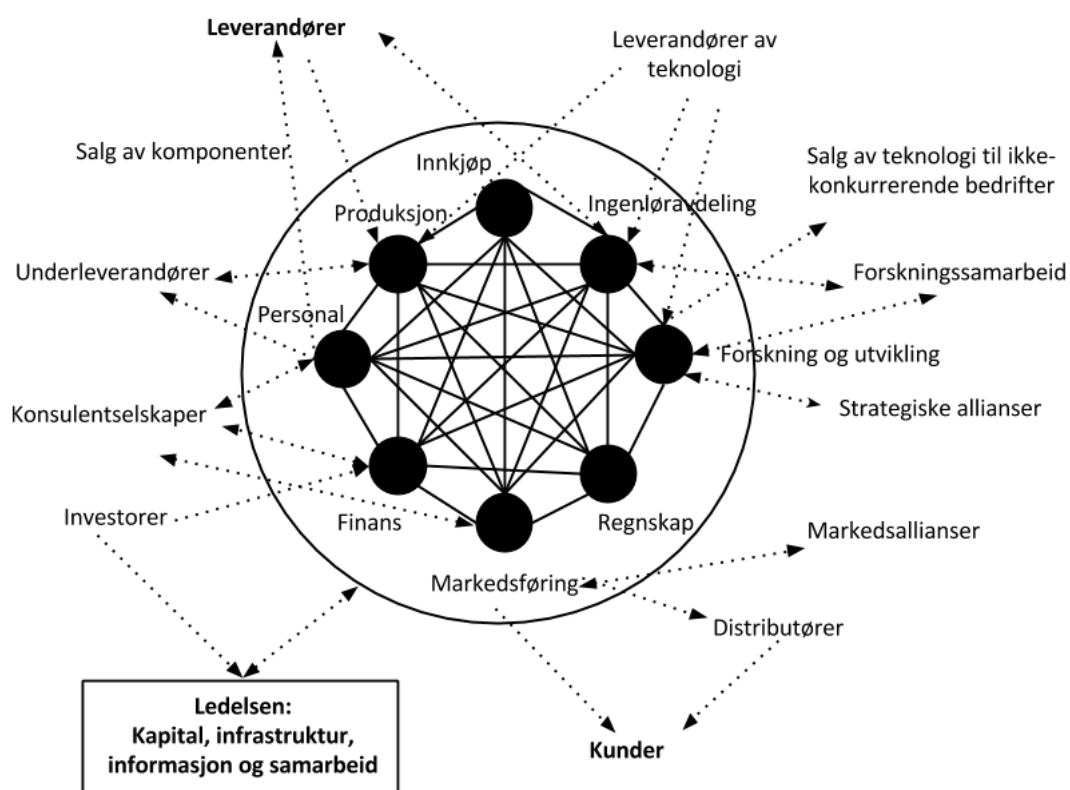 Leverandører
Leverandører av
teknologi
Salg av komponenter
Innkjøp
Salg av teknologi til ikke-
konkurrerende bedrifter
Produksjon
Ingeniøravdeling
Underleverandører
Forskningssamarbeid
Personal
Forskning og utvikling
Konsulentselskaper
Strategiske allianser
Investorer
Finans
Regnskap
Markedsallianser
Markedsføring
Distributører
Ledelsen:
Kapital, infrastruktur,
informasjon og samarbeid
Kunder